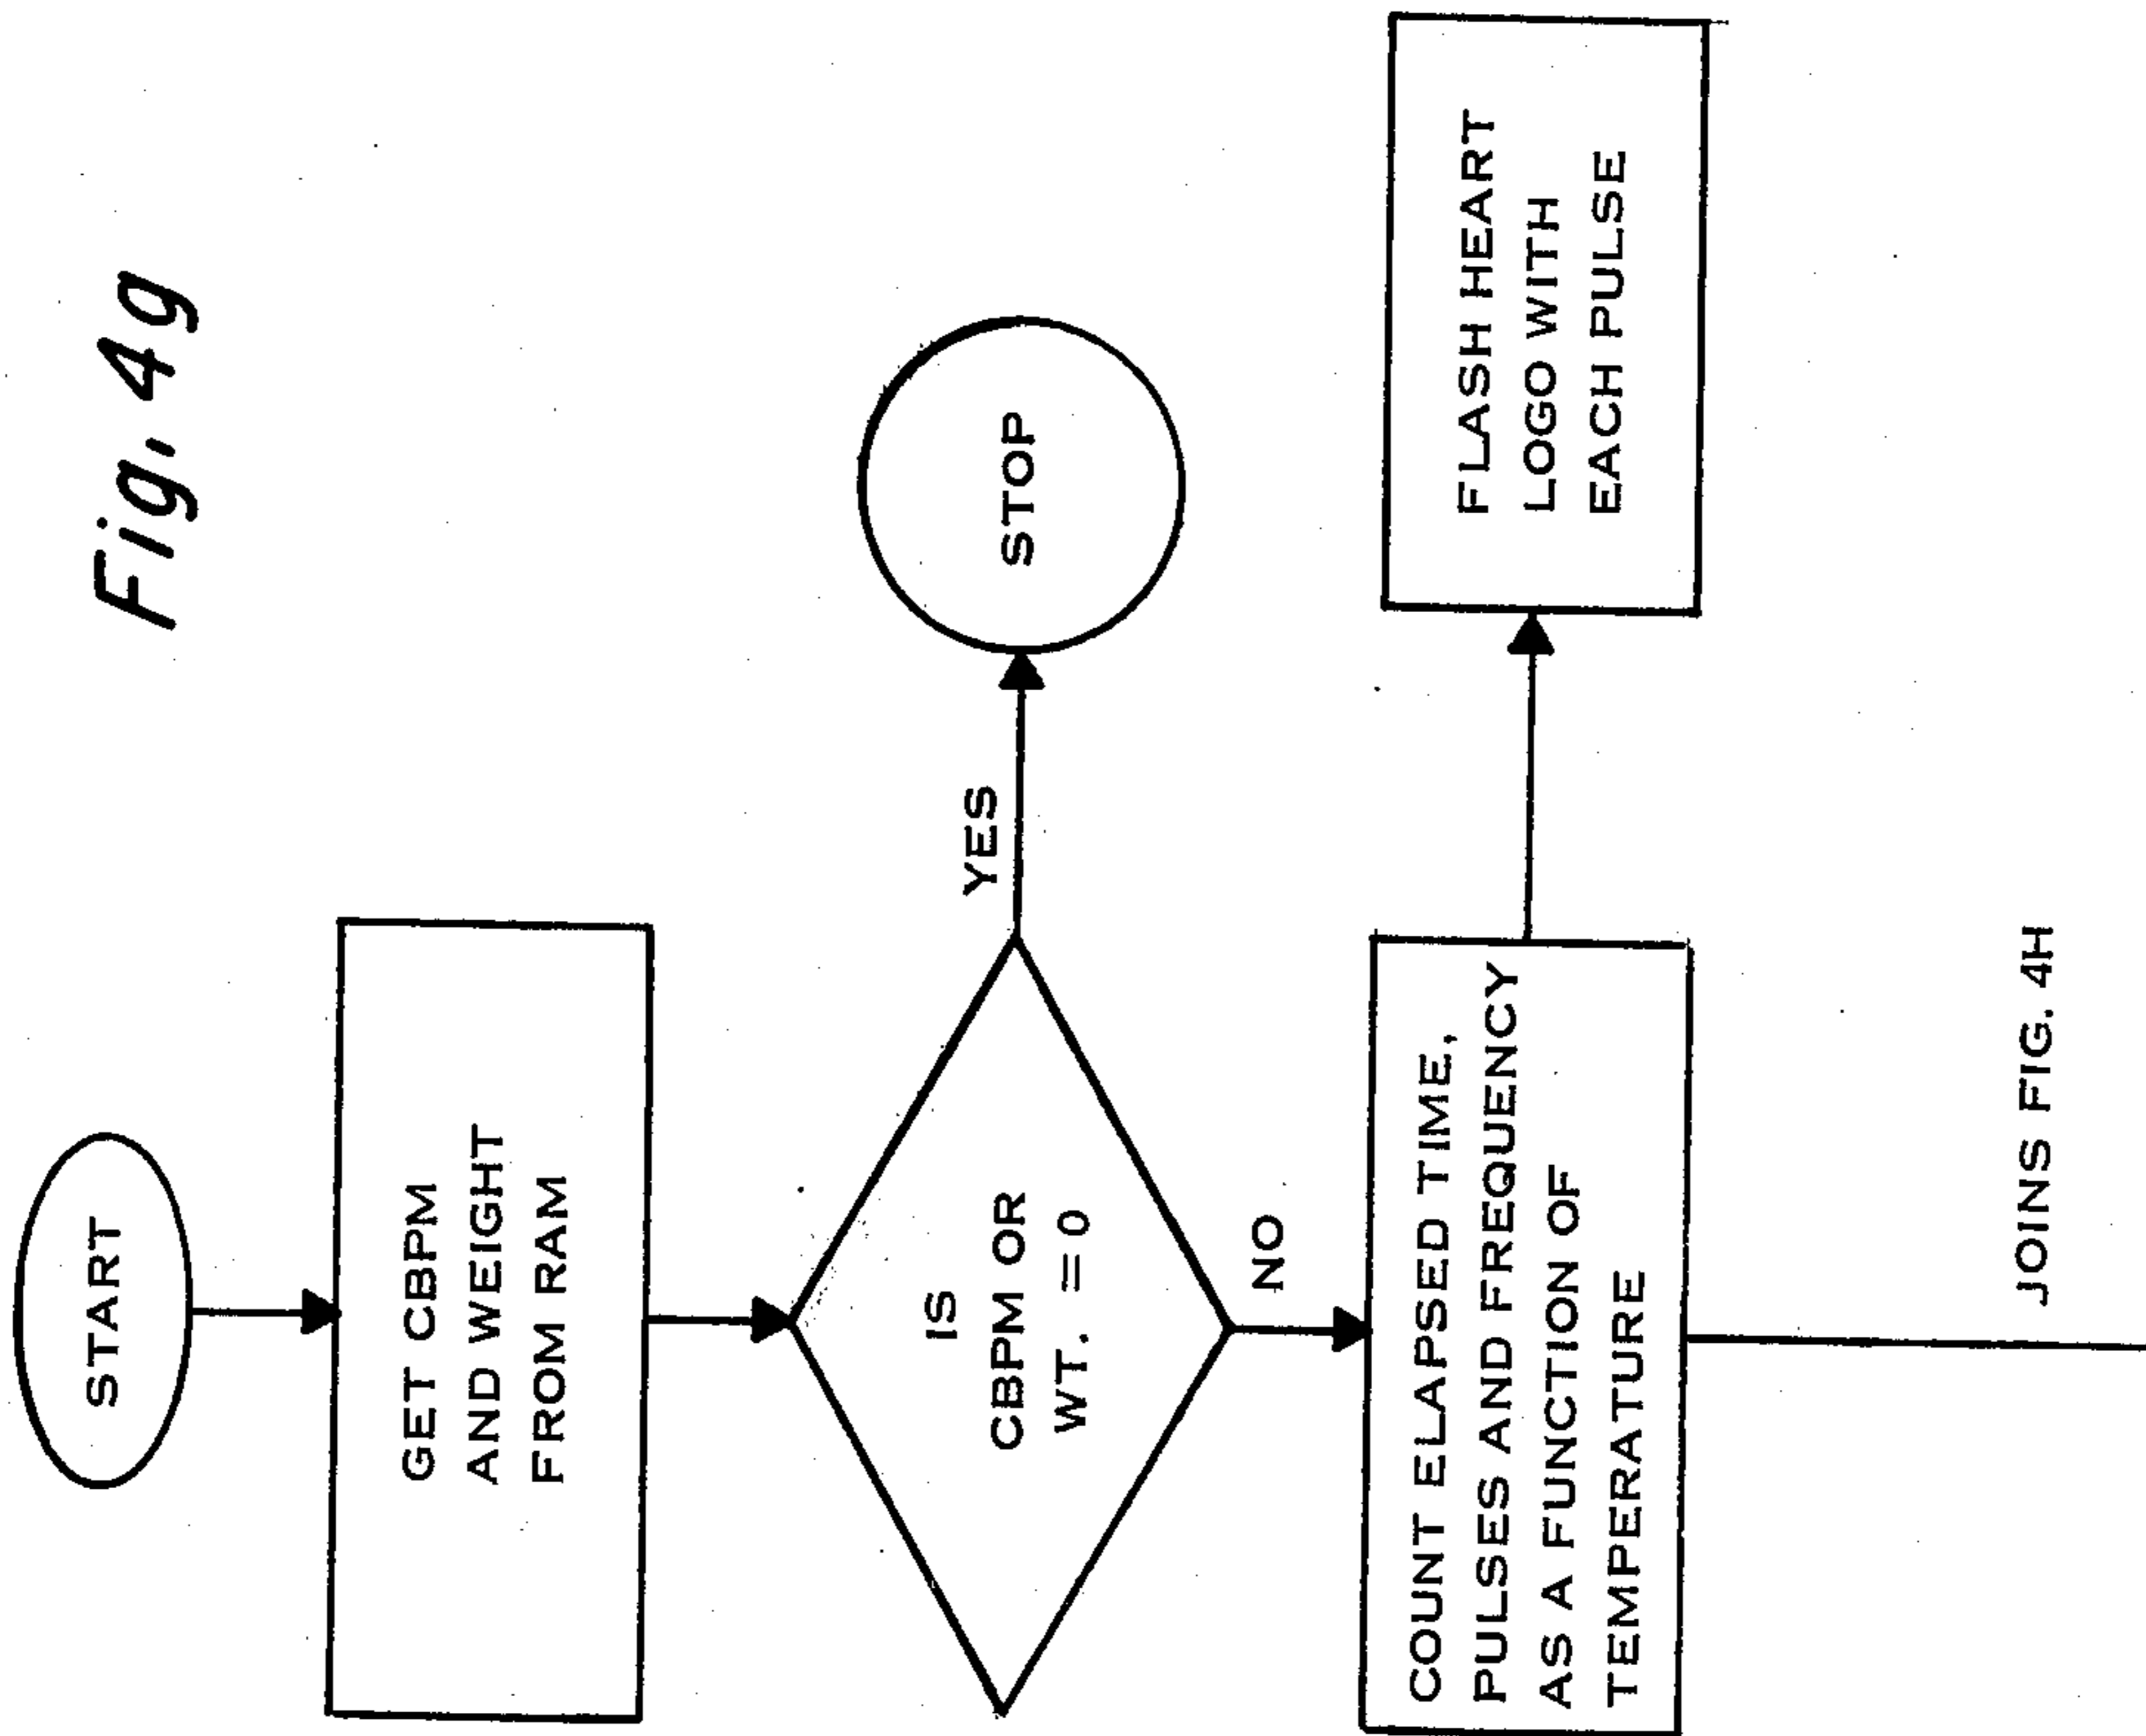 Fig. 4g
START
GET CBPM
AND WEIGHT
FROM RAM
IS
CBPM OR
WT. = 0
YES
STOP
NO
COUNT ELAPSED TIME,
PULSES AND FREQUENCY
AS A FUNCTION OF
TEMPERATURE
FLASH HEART
LOGO WITH
EACH PULSE
JOINS FIG. 4H